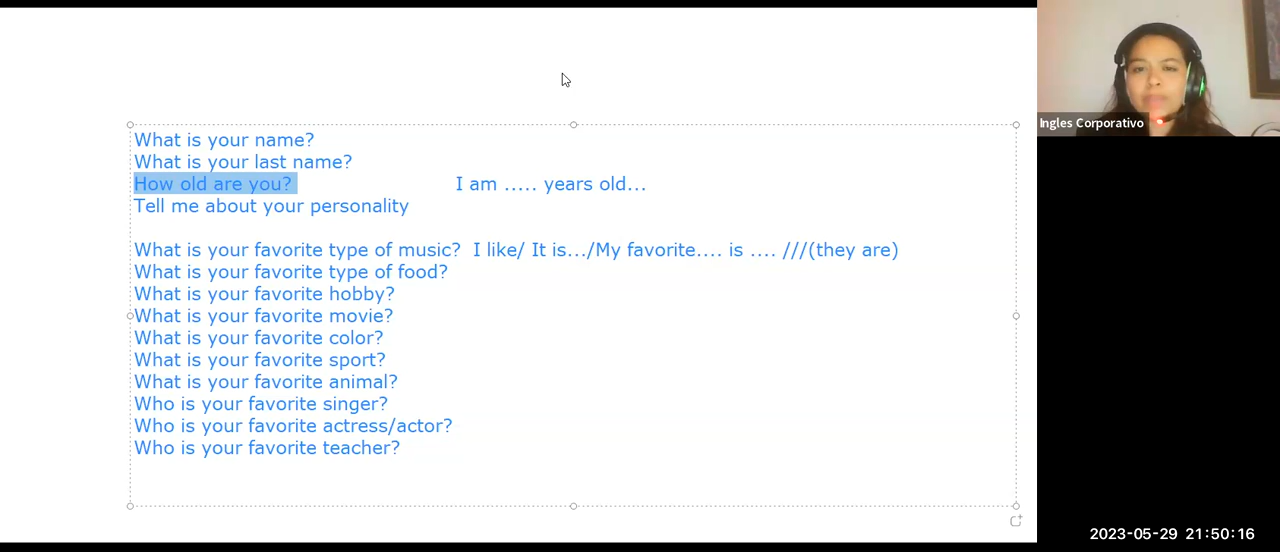 What is your name?
What is your last name?
How old are you? I am ..... years old...
Tell me about your personality
What is your favorite type of music? I like/ It is.../My favorite.... is .... ///(they are)
What is your favorite type of food?
What is your favorite hobby?
What is your favorite movie?
What is your favorite color?
What is your favorite sport?
What is your favorite animal?
Who is your favorite singer?
Who is your favorite actress/actor?
Who is your favorite teacher?
Ingles Corporativo
2023-05-29 21:50:16